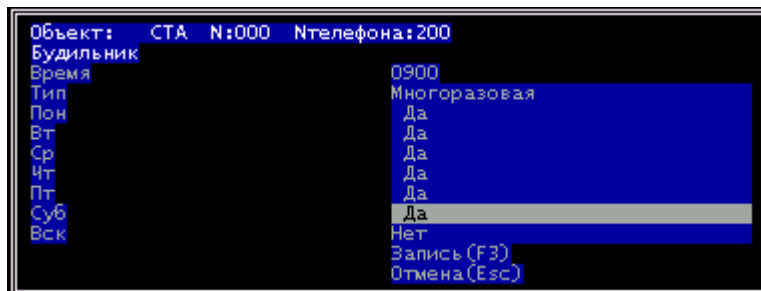 Объект: СТА N:000 Nтелефона:200
Будильник
Время 0900
Тип Многоразовая
Пон Да
Вт Да
Ср Да
Чт Да
Пт Да
Суб Да
Вск Нет
Запись(F3)
Отмена(Esc)